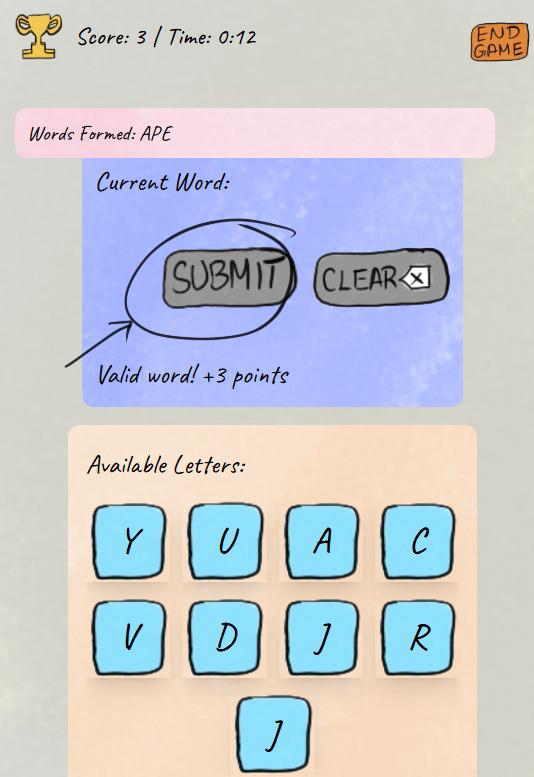 Score: 3 / Time: 0:12
END
GAME
Words Formed: APE
Current Word:
SUBMIT CLEAR
Valid word! +3 points
Available Letters:
Y U A C
V D J R
J